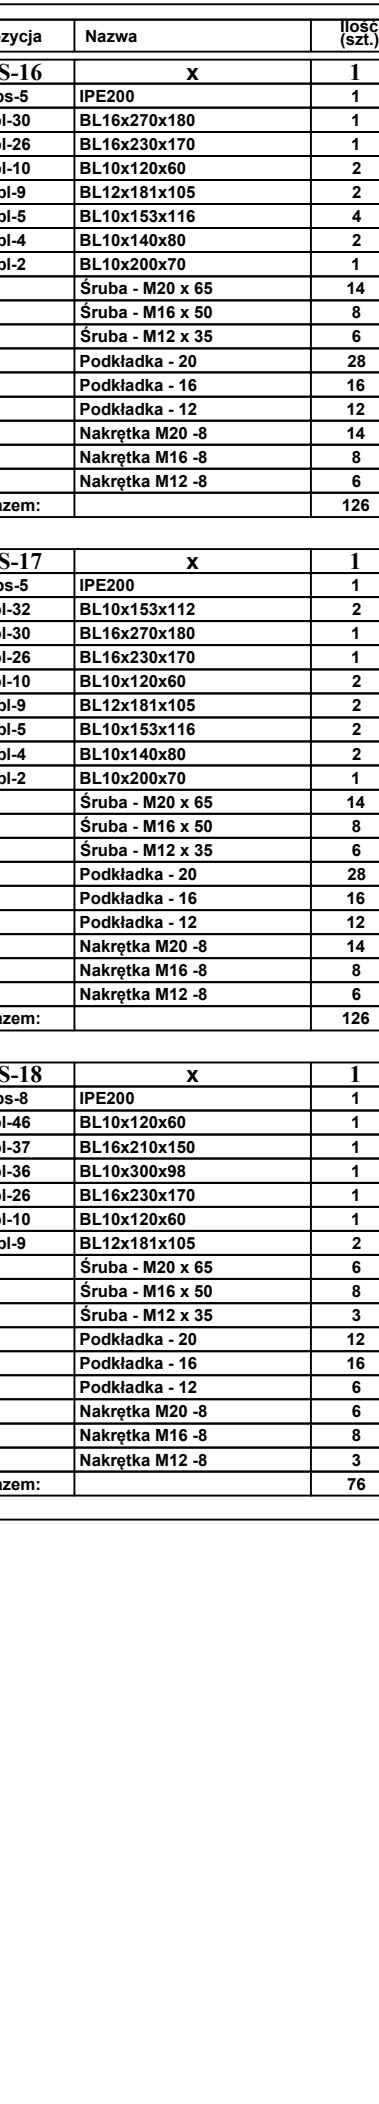 zycja Nazwa Ilość (szt.)
S-16 x 1
os-5 IPE200 1
ol-30 BL16x270x180 1
ol-26 BL16x230x170 1
ol-10 BL10x120x60 2
pl-9 BL12x181x105 2
pl-5 BL10x153x116 4
pl-4 BL10x140x80 2
pl-2 BL10x200x70 1
Śruba - M20 x 65 14
Śruba - M16 x 50 8
Śruba - M12 x 35 6
Podkładka - 20 28
Podkładka - 16 16
Podkładka - 12 12
Nakrętka M20 -8 14
Nakrętka M16 -8 8
Nakrętka M12 -8 6
azem: 126
S-17 x 1
os-5 IPE200 1
ol-32 BL10x153x112 2
ol-30 BL16x270x180 1
ol-26 BL16x230x170 1
ol-10 BL10x120x60 2
pl-9 BL12x181x105 2
pl-5 BL10x153x116 2
pl-4 BL10x140x80 2
pl-2 BL10x200x70 1
Śruba - M20 x 65 14
Śruba - M16 x 50 8
Śruba - M12 x 35 6
Podkładka - 20 28
Podkładka - 16 16
Podkładka - 12 12
Nakrętka M20 -8 14
Nakrętka M16 -8 8
Nakrętka M12 -8 6
azem: 126
S-18 x 1
os-8 IPE200 1
ol-46 BL10x120x60 1
ol-37 BL16x210x150 1
ol-36 BL10x300x98 1
ol-26 BL16x230x170 1
ol-10 BL10x120x60 1
pl-9 BL12x181x105 2
Śruba - M20 x 65 6
Śruba - M16 x 50 8
Śruba - M12 x 35 3
Podkładka - 20 12
Podkładka - 16 16
Podkładka - 12 6
Nakrętka M20 -8 6
Nakrętka M16 -8 8
Nakrętka M12 -8 3
azem: 76